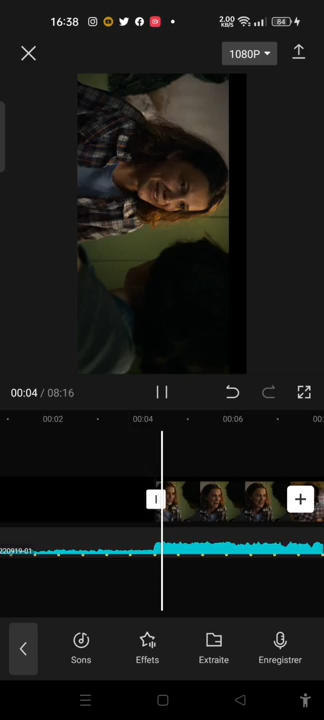 16:38 2.00 KB/S 84
1080P
00:04 / 08:16
00:02 00:04 00:06 00:
220919-01
Sons Effets Extraite Enregistrer